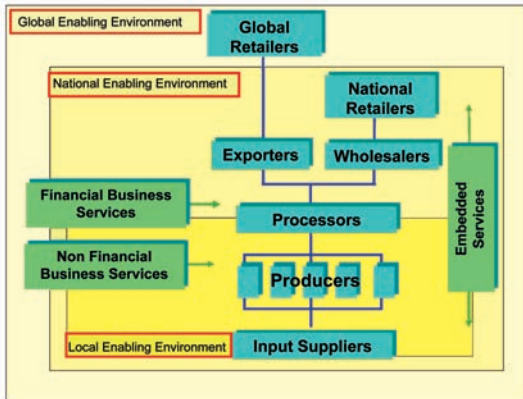 Global Enabling Environment
Global
Retailers
National Enabling Environment
National
Retailers
Exporters
Wholesalers
Financial Business
Services
Processors
Embedded
Services
Non Financial
Business Services
Producers
Local Enabling Environment
Input Suppliers